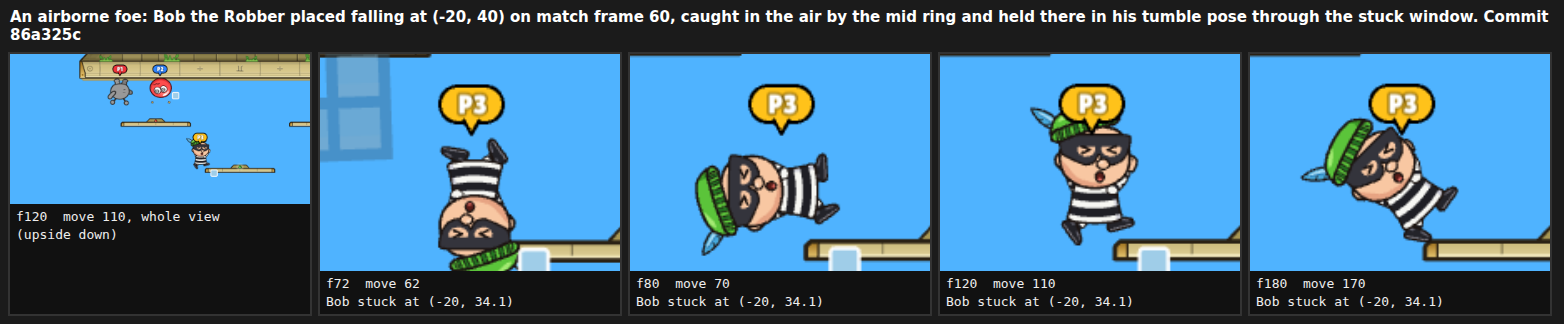 An airborne foe: Bob the Robber placed falling at (-20, 40) on match frame 60, caught in the air by the mid ring and held there in his tumble pose through the stuck window. Commit
86a325c
P1
P2
P3
P3
P3
P3
P3
f120  move 110, whole view
(upside down)
f72  move 62
Bob stuck at (-20, 34.1)
f80  move 70
Bob stuck at (-20, 34.1)
f120  move 110
Bob stuck at (-20, 34.1)
f180  move 170
Bob stuck at (-20, 34.1)